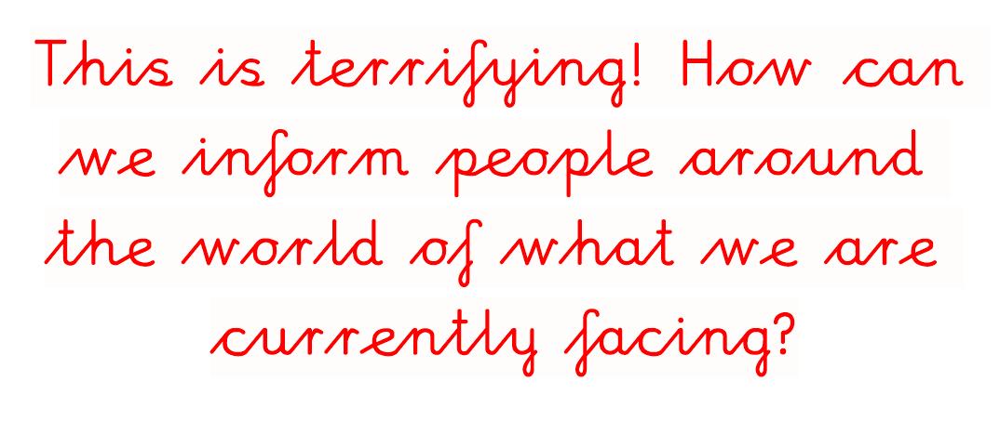 This is terrifying! How can
we inform people around
the world of what we are
currently facing?